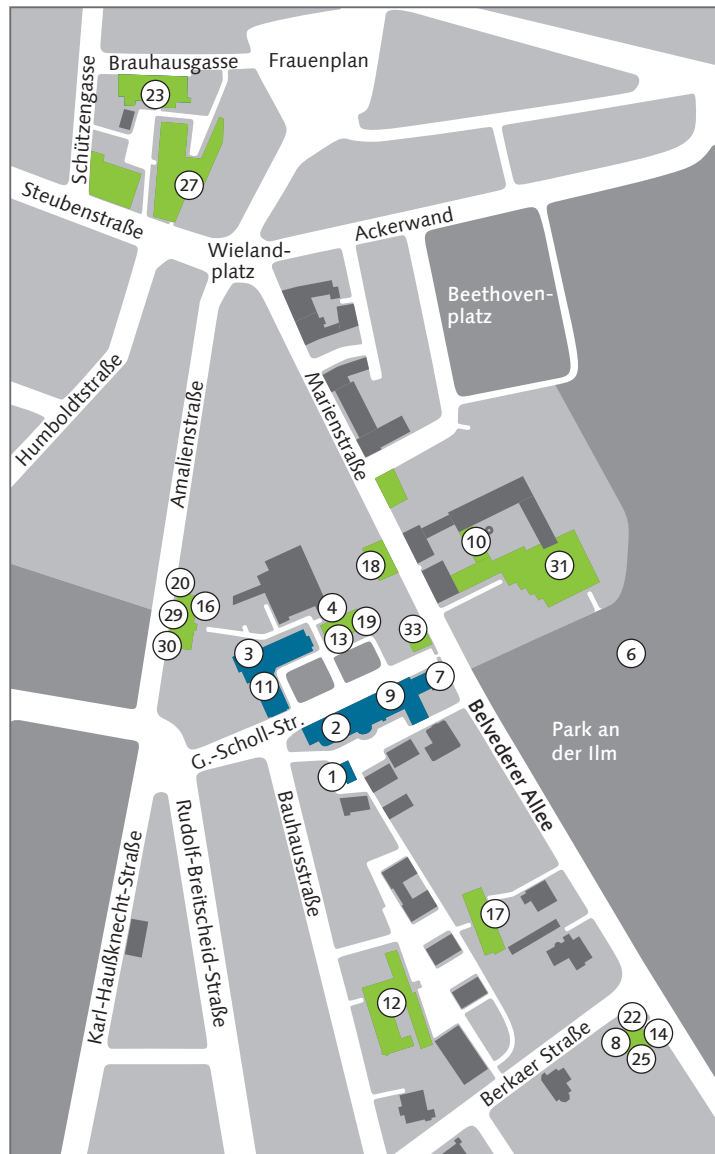 Brauhausgasse
Frauenplan
Schützengasse
23
27
Steubenstraße
Ackerwand
Wieland-
platz
Beethoven-
platz
Humboldtstraße
Amalienstraße
Marienstraße
10
31
18
20
16
29
30
4
19
13
33
3
11
6
7
9
2
G.-Scholl-Str.
1
Park an
der Ilm
Belvederer Allee
Bauhausstraße
Rudolf-Breitscheid-Straße
Karl-Haußknecht-Straße
17
12
22
14
8
25
Berkaer Straße